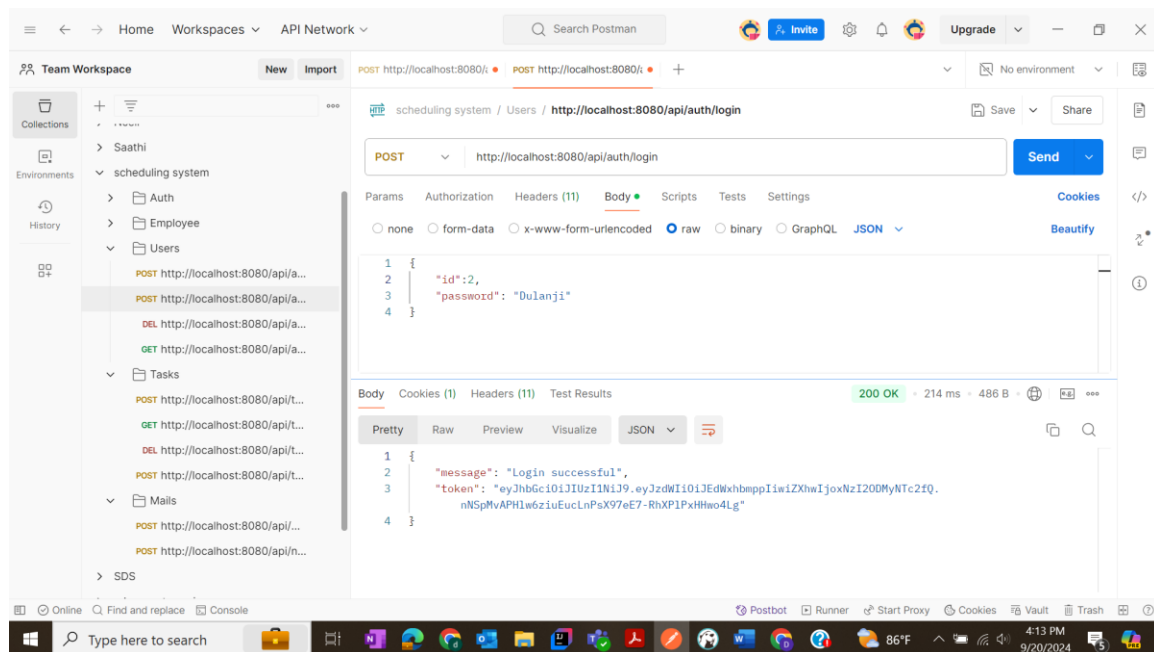 Home Workspaces API Network Search Postman Invite Upgrade
Team Workspace New Import POST http://localhost:8080/a POST http://localhost:8080/a No environment
Collections
Environments
History
Saathi
scheduling system
Auth
Employee
Users
POST http://localhost:8080/api/a...
POST http://localhost:8080/api/a...
DEL http://localhost:8080/api/a...
GET http://localhost:8080/api/a...
Tasks
POST http://localhost:8080/api/t...
GET http://localhost:8080/api/t...
DEL http://localhost:8080/api/t...
POST http://localhost:8080/api/t...
Mails
POST http://localhost:8080/api/...
POST http://localhost:8080/api/n...
SDS
HTTP scheduling system / Users / http://localhost:8080/api/auth/login Save Share
POST http://localhost:8080/api/auth/login Send
Params Authorization Headers (11) Body Scripts Tests Settings Cookies
none form-data x-www-form-urlencoded raw binary GraphQL JSON Beautify
1 {
2 "id":2,
3 "password": "Dulanji"
4 }
Body Cookies (1) Headers (11) Test Results 200 OK 214 ms 486 B
Pretty Raw Preview Visualize JSON
1 {
2 "message": "Login successful",
3 "token": "eyJhbGciOiJIUzI1NiJ9.eyJzdWIiOiJEdWxhbmppIiwiZXhwIjoxNzI2ODMyNTc2fQ.
nNSpMvAPHlw6ziuEucLnPsX97eE7-RhXPlPxHHwo4Lg"
4 }
Online Find and replace Console Postbot Runner Start Proxy Cookies Vault Trash
Type here to search 86°F 4:13 PM
9/20/2024